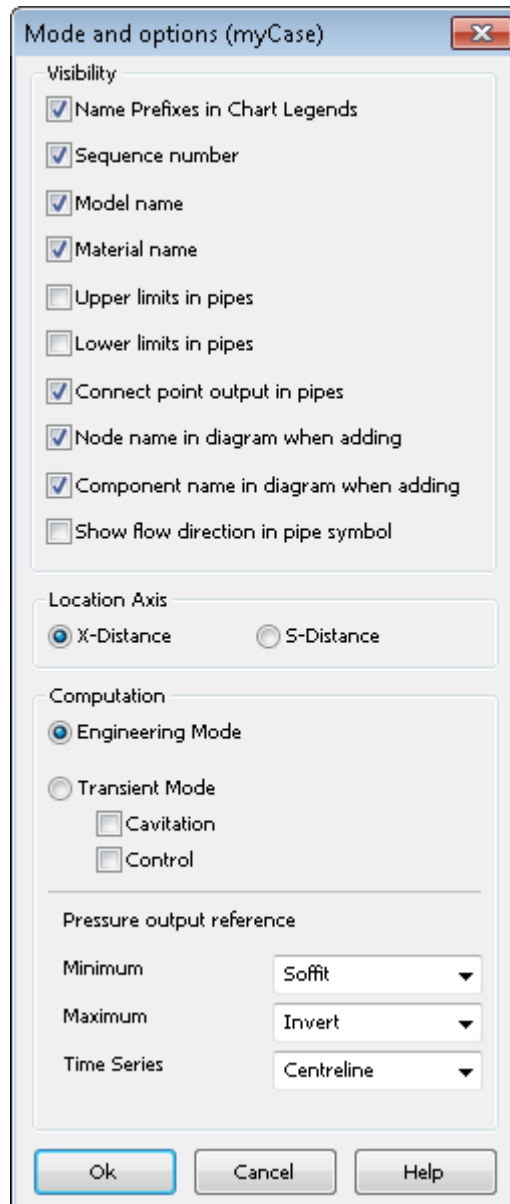 Mode and options (myCase)
Visibility
Name Prefixes in Chart Legends
Sequence number
Model name
Material name
Upper limits in pipes
Lower limits in pipes
Connect point output in pipes
Node name in diagram when adding
Component name in diagram when adding
Show flow direction in pipe symbol
Location Axis
X-Distance S-Distance
Computation
Engineering Mode
Transient Mode
Cavitation
Control
Pressure output reference
Minimum Soffit
Maximum Invert
Time Series Centreline
Ok Cancel Help